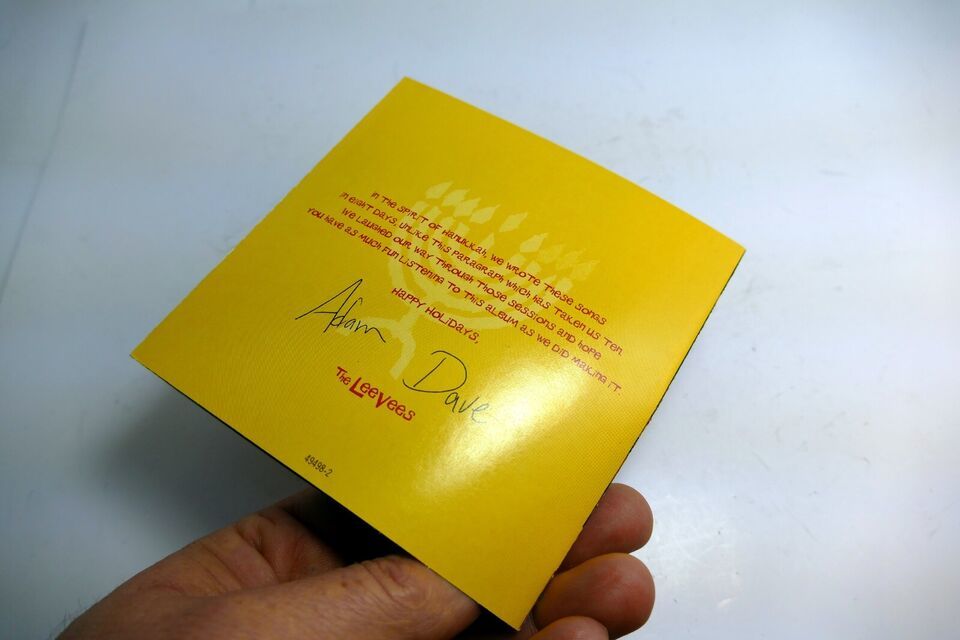 In the spirit of Hanukkah, we wrote these songs
in eight days, unlike this paragraph which has taken us ten.
We laughed our way through those sessions and hope
you have as much fun listening to this album as we did making it.
Happy Holidays,
Adam Dave
The LeeVees
49498-2